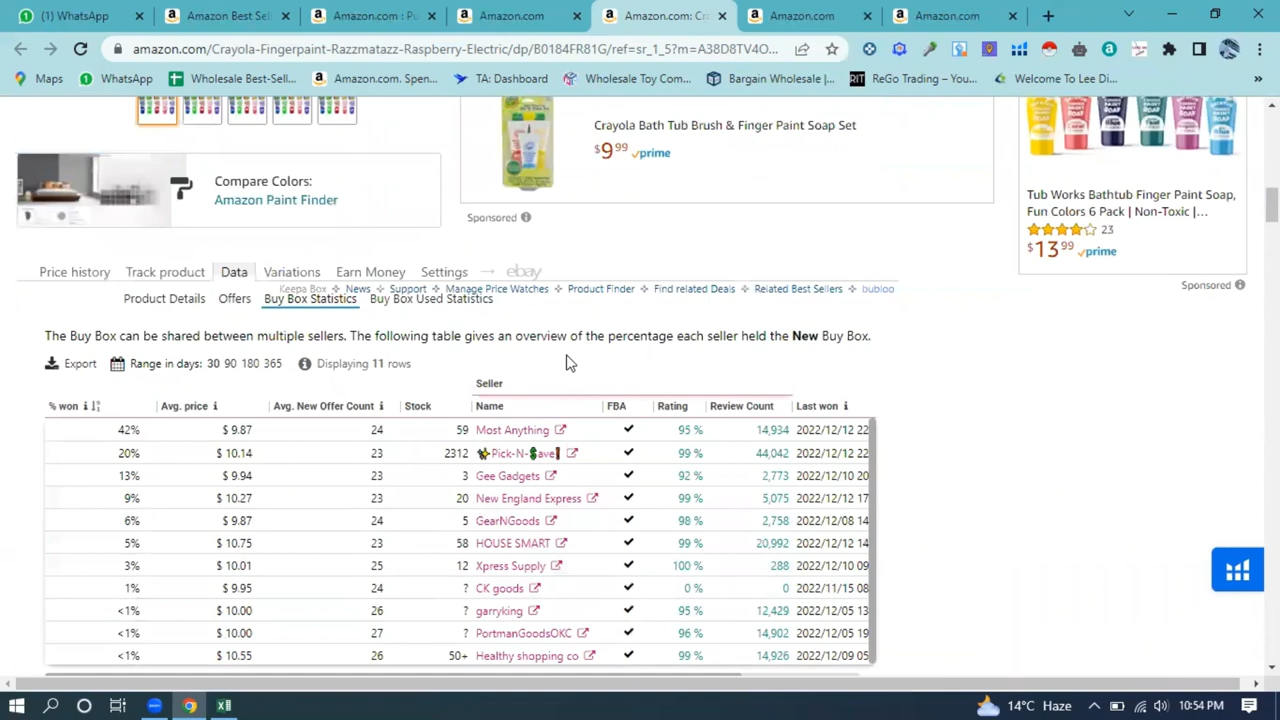 (1) WhatsApp
Amazon Best Sel
Amazon.com : Pu
Amazon.com
Amazon.com: Cra
Amazon.com
Amazon.com
amazon.com/Crayola-Fingerpaint-Razzmatazz-Raspberry-Electric/dp/B0184FR81G/ref=sr_1_5?m=A38D8TV4O...
Maps
WhatsApp
Wholesale Best-Sell...
Amazon.com. Spen...
TA: Dashboard
Wholesale Toy Com...
Bargain Wholesale |...
RIT ReGo Trading – You...
Welcome To Lee Di...
»
Crayola Bath Tub Brush & Finger Paint Soap Set
$9.99 prime
Sponsored
Compare Colors:
Amazon Paint Finder
Tub Works Bathtub Finger Paint Soap,
Fun Colors 6 Pack | Non-Toxic |...
23
$13.99 prime
Sponsored
Price history Track product Data Variations Earn Money Settings → ebay
Keepa Box News Support Manage Price Watches Product Finder Find related Deals Related Best Sellers bubloo
Product Details Offers Buy Box Statistics Buy Box Used Statistics
The Buy Box can be shared between multiple sellers. The following table gives an overview of the percentage each seller held the New Buy Box.
Export Range in days: 30 90 180 365 Displaying 11 rows
Seller
% won Avg. price Avg. New Offer Count Stock Name FBA Rating Review Count Last won
42% $ 9.87 24 59 Most Anything ✔ 95 % 14,934 2022/12/12 22
20% $ 10.14 23 2312 Pick-N-$ave ✔ 99 % 44,042 2022/12/12 22
13% $ 9.94 23 3 Gee Gadgets ✔ 92 % 2,773 2022/12/10 20
9% $ 10.27 23 20 New England Express ✔ 99 % 5,075 2022/12/12 17
6% $ 9.87 24 5 GearNGoods ✔ 98 % 2,758 2022/12/08 14
5% $ 10.75 23 58 HOUSE SMART ✔ 99 % 20,992 2022/12/12 14
3% $ 10.01 25 12 Xpress Supply ✔ 100 % 288 2022/12/10 09
1% $ 9.95 24 ? CK goods ✔ 0 % 0 2022/11/15 08
<1% $ 10.00 26 ? garryking ✔ 95 % 12,429 2022/12/05 13
<1% $ 10.00 27 ? PortmanGoodsOKC ✔ 96 % 14,902 2022/12/05 19
<1% $ 10.55 26 50+ Healthy shopping co ✔ 99 % 14,926 2022/12/09 05
14°C Haze 10:54 PM